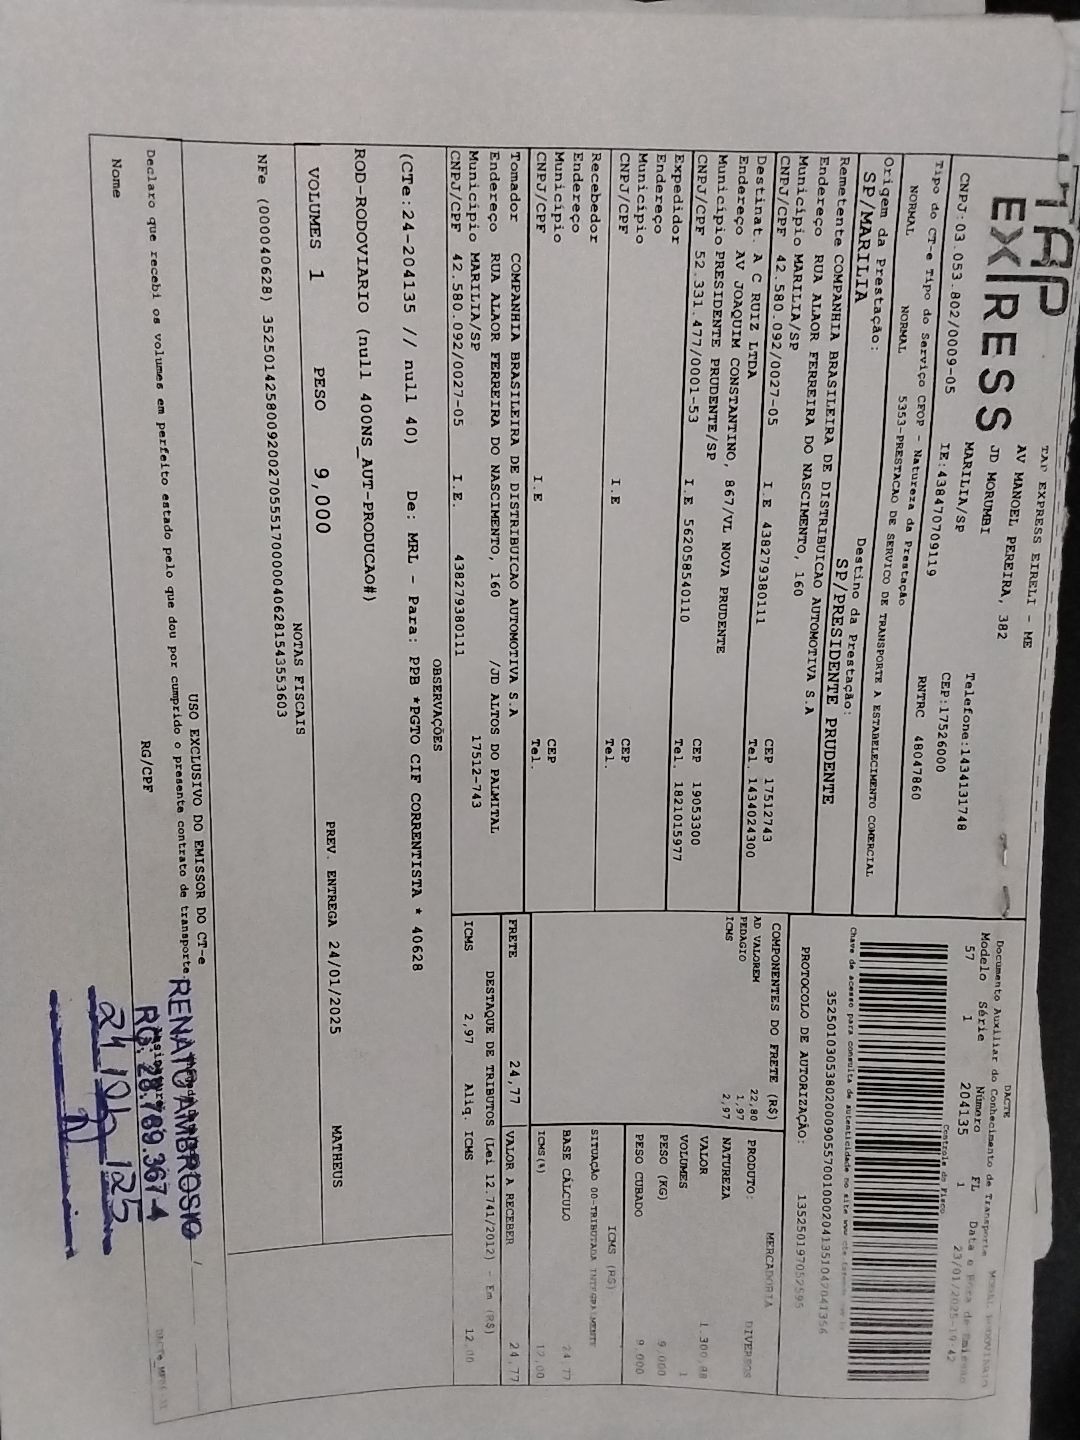 TAP
EXPRESS
TAP EXPRESS EIRELI - ME
AV MANOEL PEREIRA, 382
JD MORUMBI
MARILIA/SP
Telefone:1434131748
CEP:17526000
CNPJ:03.053.802/0009-05 IE:438470709119 RNTRC 48047860
Tipo do CT-e Tipo do Serviço CFOP - Natureza da Prestação
NORMAL NORMAL 5353-PRESTACAO DE SERVICO DE TRANSPORTE A ESTABELECIMENTO COMERCIAL
Origem da Prestação: Destino da Prestação:
SP/MARILIA SP/PRESIDENTE PRUDENTE
Remetente COMPANHIA BRASILEIRA DE DISTRIBUICAO AUTOMOTIVA S.A
Endereço RUA ALAOR FERREIRA DO NASCIMENTO, 160
Município MARILIA/SP CEP 17512743
CNPJ/CPF 42.580.092/0027-05 I.E 438279380111 Tel. 1434024300
Destinat. A C RUIZ LTDA
Endereço AV JOAQUIM CONSTANTINO, 867/VL NOVA PRUDENTE
Município PRESIDENTE PRUDENTE/SP CEP 19053300
CNPJ/CPF 52.331.477/0001-53 I.E 562058540110 Tel. 1821015977
Expedidor
Endereço
Município CEP
CNPJ/CPF I.E Tel.
Recebedor
Endereço
Município CEP
CNPJ/CPF I.E Tel.
Tomador COMPANHIA BRASILEIRA DE DISTRIBUICAO AUTOMOTIVA S.A
Endereço RUA ALAOR FERREIRA DO NASCIMENTO, 160 /JD ALTOS DO PALMITAL
Município MARILIA/SP 17512-743
CNPJ/CPF 42.580.092/0027-05 I.E. 438279380111
DACTE
Documento Auxiliar do Conhecimento de Transporte
Modelo Série Número FL Data e Hora de Emissão
57 1 204135 1 23/01/2025-19:42
Controle do Fisco
Chave de acesso para consulta de autenticidade no site
PROTOCOLO DE AUTORIZAÇÃO:
COMPONENTES DO FRETE (R$)
AD VALOREM 22,80
PEDAGIO 1,97
ICMS 2,97
MERCADORIA
PRODUTO: DIVERSOS
NATUREZA
VALOR 1.300,88
VOLUMES 1
PESO (KG) 9.000
PESO CUBADO 9.000
ICMS (R$)
SITUAÇÃO 00-TRIBUTADA INTEGRALMENTE
BASE CÁLCULO 24,77
ICMS(%) 12,00
FRETE 24,77 VALOR A RECEBER 24,77
DESTAQUE DE TRIBUTOS (Lei 12.741/2012) - Em (R$)
ICMS 2,97 Aliq. ICMS 12,00
OBSERVAÇÕES
(CTe:24-204135 // null 40) De: MRL - Para: PPB *PGTO CIF CORRENTISTA * 40628
ROD-RODOVIARIO (null 400NS_AUT-PRODUCAO#)
VOLUMES 1 PESO 9,000 PREV. ENTREGA 24/01/2025 MATHEUS
NOTAS FISCAIS
NFe (000040628)
USO EXCLUSIVO DO EMISSOR DO CT-e
Declaro que recebi os volumes em perfeito estado pelo que dou por cumprido o presente contrato de transporte.
Nome RG/CPF
RENATO AMBROSIO
RG: 28.789.367-4